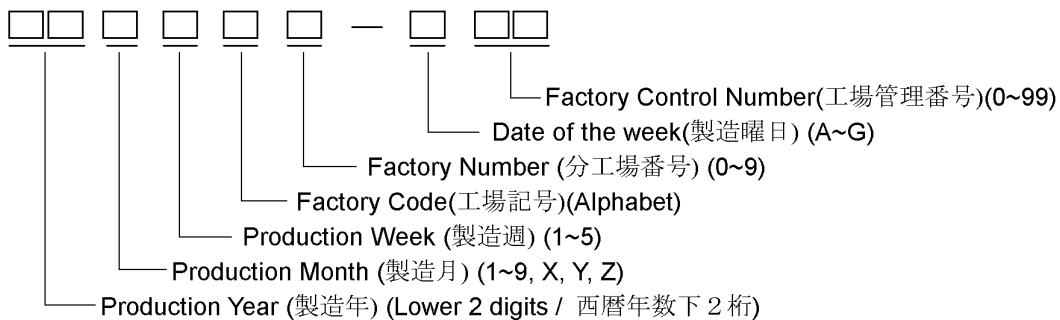 Factory Control Number(工場管理番号)(0~99)
Date of the week(製造曜日) (A~G)
Factory Number (分工場番号) (0~9)
Factory Code(工場記号)(Alphabet)
Production Week (製造週) (1~5)
Production Month (製造月) (1~9, X, Y, Z)
Production Year (製造年) (Lower 2 digits / 西暦年数下２桁)